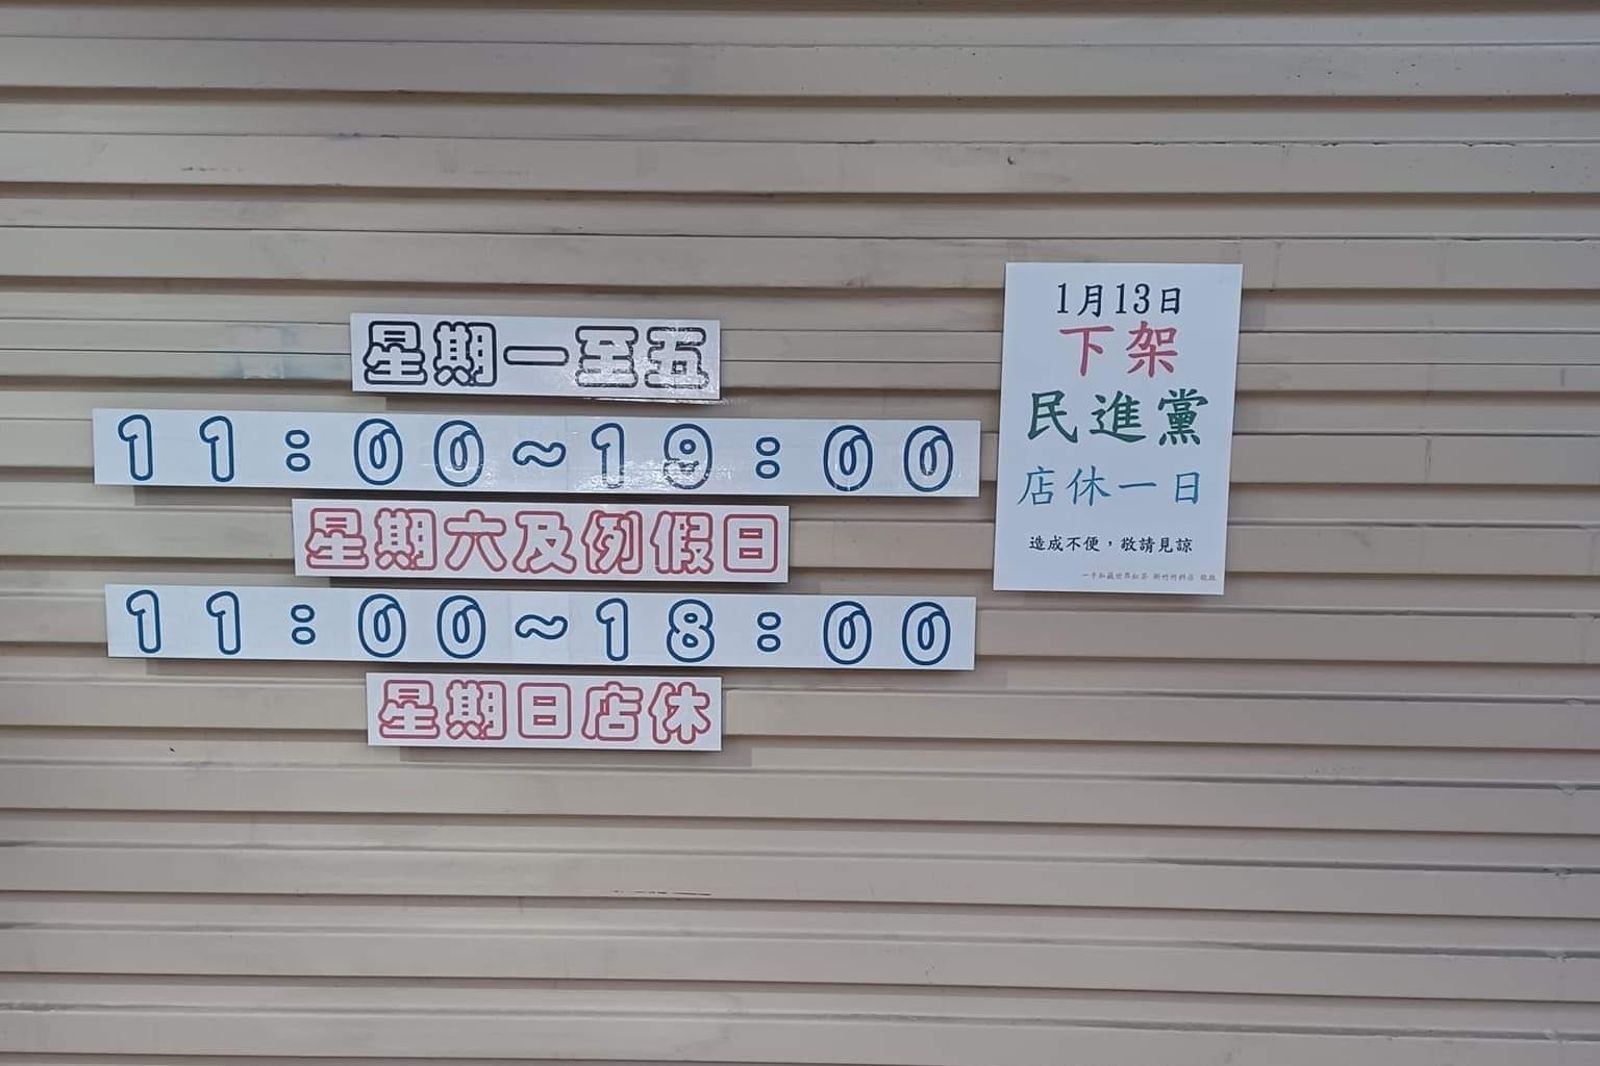 星期一至五
11:00~19:00
星期六及例假日
11:00~18:00
星期日店休
1月13日
下架
民進黨
店休一日
造成不便，敬請見諒